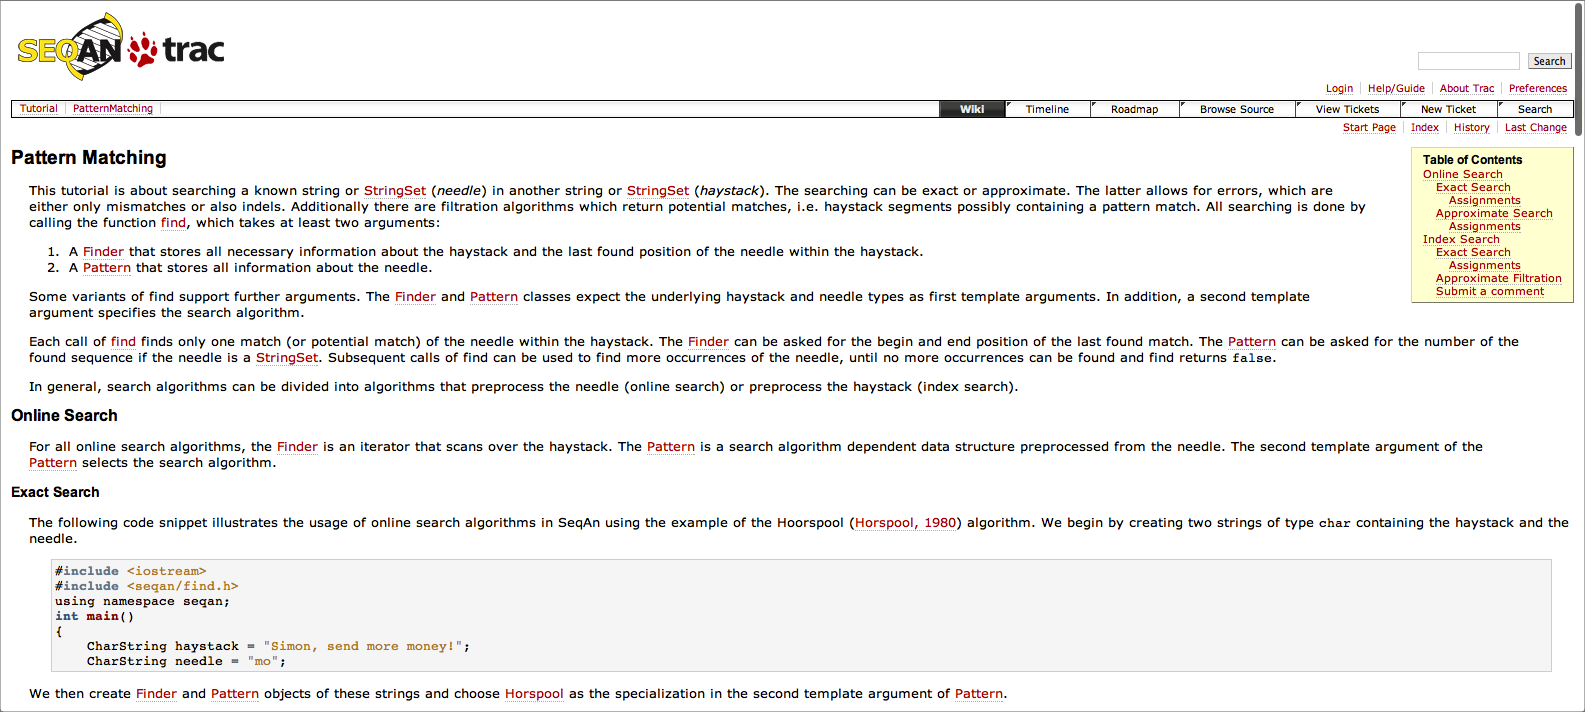 SEQAN trac
Search
Login Help/Guide About Trac Preferences
Tutorial PatternMatching Wiki Timeline Roadmap Browse Source View Tickets New Ticket Search
Start Page Index History Last Change
Pattern Matching
This tutorial is about searching a known string or StringSet (needle) in another string or StringSet (haystack). The searching can be exact or approximate. The latter allows for errors, which are
either only mismatches or also indels. Additionally there are filtration algorithms which return potential matches, i.e. haystack segments possibly containing a pattern match. All searching is done by
calling the function find, which takes at least two arguments:
1. A Finder that stores all necessary information about the haystack and the last found position of the needle within the haystack.
2. A Pattern that stores all information about the needle.
Some variants of find support further arguments. The Finder and Pattern classes expect the underlying haystack and needle types as first template arguments. In addition, a second template
argument specifies the search algorithm.
Table of Contents
Online Search
Exact Search
Assignments
Approximate Search
Assignments
Index Search
Exact Search
Assignments
Approximate Filtration
Submit a comment
Each call of find finds only one match (or potential match) of the needle within the haystack. The Finder can be asked for the begin and end position of the last found match. The Pattern can be asked for the number of the
found sequence if the needle is a StringSet. Subsequent calls of find can be used to find more occurrences of the needle, until no more occurrences can be found and find returns false.
In general, search algorithms can be divided into algorithms that preprocess the needle (online search) or preprocess the haystack (index search).
Online Search
For all online search algorithms, the Finder is an iterator that scans over the haystack. The Pattern is a search algorithm dependent data structure preprocessed from the needle. The second template argument of the
Pattern selects the search algorithm.
Exact Search
The following code snippet illustrates the usage of online search algorithms in SeqAn using the example of the Hoorspool (Horspool, 1980) algorithm. We begin by creating two strings of type char containing the haystack and the
needle.
#include <iostream>
#include <seqan/find.h>
using namespace seqan;
int main()
{
CharString haystack = "Simon, send more money!";
CharString needle = "mo";
We then create Finder and Pattern objects of these strings and choose Horspool as the specialization in the second template argument of Pattern.